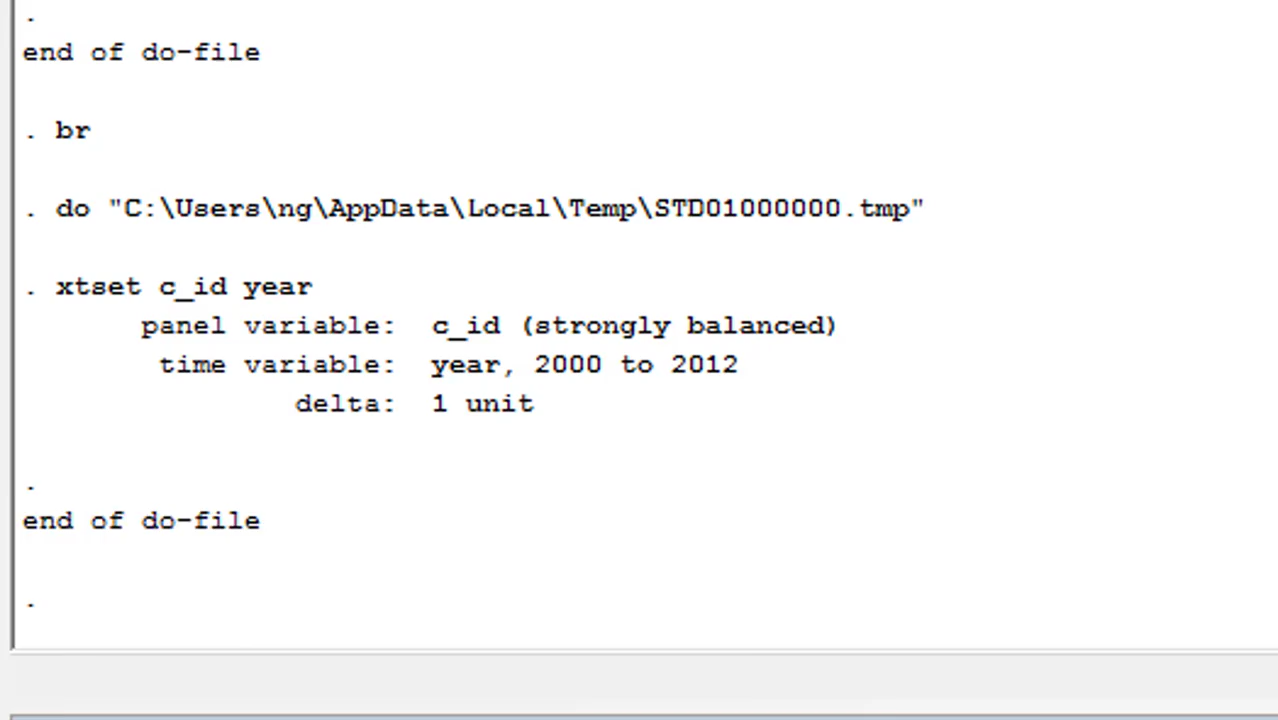 .
end of do-file
. br
. do "C:\Users\ng\AppData\Local\Temp\STD01000000.tmp"
. xtset c_id year
panel variable:  c_id (strongly balanced)
time variable:  year, 2000 to 2012
delta:  1 unit
.
end of do-file
.